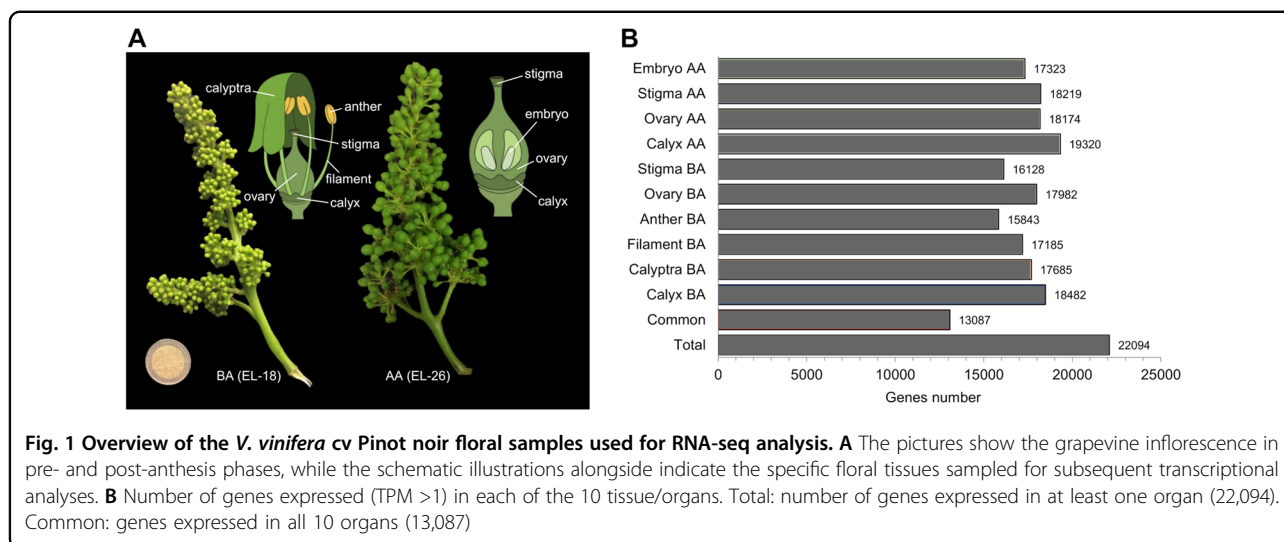 A
calyptra
anther
stigma
filament
ovary
calyx
stigma
embryo
ovary
calyx
BA (EL-18)
AA (EL-26)
B
Embryo AA 17323
Stigma AA 18219
Ovary AA 18174
Calyx AA 19320
Stigma BA 16128
Ovary BA 17982
Anther BA 15843
Filament BA 17185
Calyptra BA 17685
Calyx BA 18482
Common 13087
Total 22094
0 5000 10000 15000 20000 25000
Genes number
Fig. 1 Overview of the V. vinifera cv Pinot noir floral samples used for RNA-seq analysis. A The pictures show the grapevine inflorescence in
pre- and post-anthesis phases, while the schematic illustrations alongside indicate the specific floral tissues sampled for subsequent transcriptional
analyses. B Number of genes expressed (TPM >1) in each of the 10 tissue/organs. Total: number of genes expressed in at least one organ (22,094).
Common: genes expressed in all 10 organs (13,087)